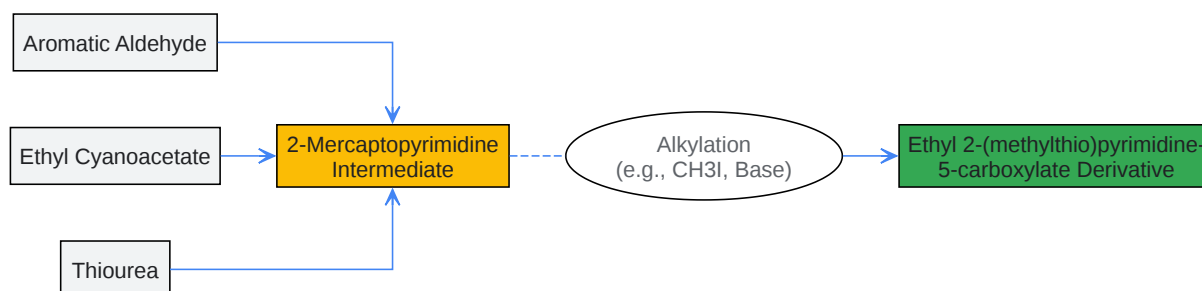 Aromatic Aldehyde
Ethyl Cyanoacetate
Thiourea
2-Mercaptopyrimidine
Intermediate
Alkylation
(e.g., CH3I, Base)
Ethyl 2-(methylthio)pyrimidine-
5-carboxylate Derivative